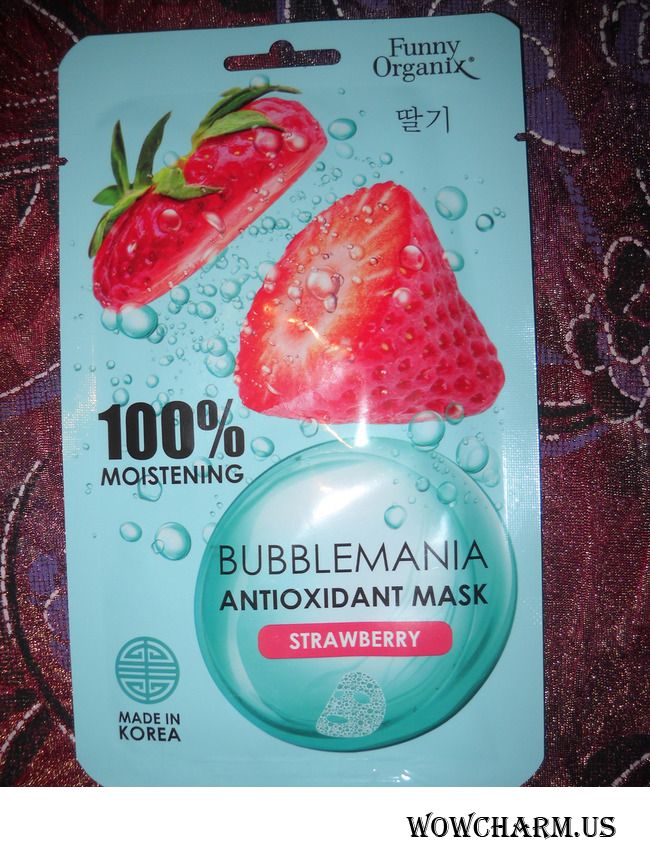 Funny
Organix®
딸기
100%
MOISTENING
BUBBLEMANIA
ANTIOXIDANT MASK
STRAWBERRY
MADE IN
KOREA
WOWCHARM.US